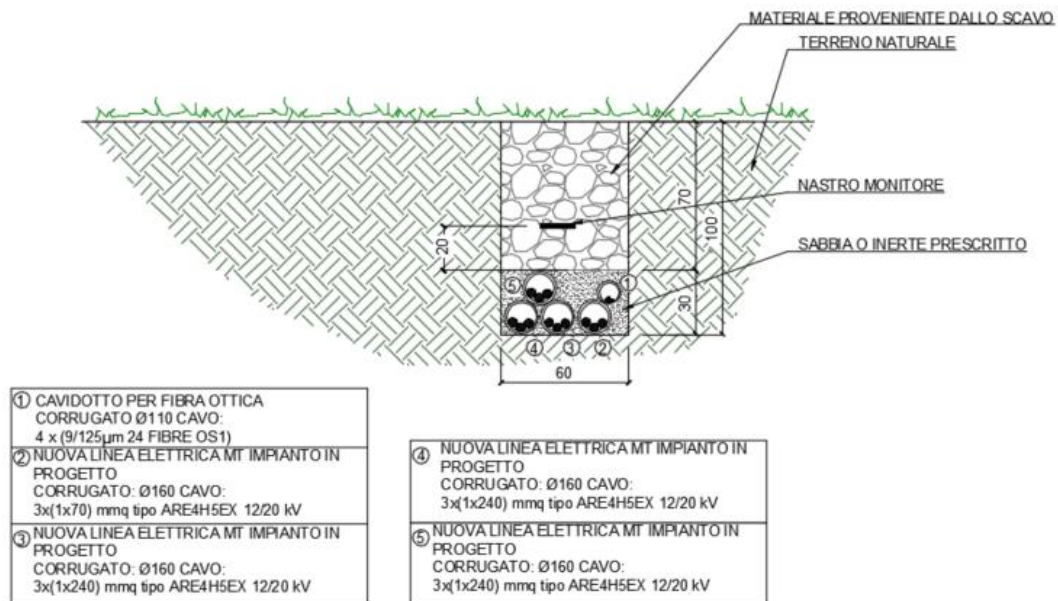 MATERIALE PROVENIENTE DALLO SCAVO
TERRENO NATURALE
NASTRO MONITORE
SABBIA O INERTE PRESCRITTO
70
100
20
30
⑤
①
④ ③ ②
60
① CAVIDOTTO PER FIBRA OTTICA
CORRUGATO Ø110 CAVO:
4 x (9/125µm 24 FIBRE OS1)
② NUOVA LINEA ELETTRICA MT IMPIANTO IN
PROGETTO
CORRUGATO: Ø160 CAVO:
3x(1x70) mmq tipo ARE4H5EX 12/20 kV
③ NUOVA LINEA ELETTRICA MT IMPIANTO IN
PROGETTO
CORRUGATO: Ø160 CAVO:
3x(1x240) mmq tipo ARE4H5EX 12/20 kV
④ NUOVA LINEA ELETTRICA MT IMPIANTO IN
PROGETTO
CORRUGATO: Ø160 CAVO:
3x(1x240) mmq tipo ARE4H5EX 12/20 kV
⑤ NUOVA LINEA ELETTRICA MT IMPIANTO IN
PROGETTO
CORRUGATO: Ø160 CAVO:
3x(1x240) mmq tipo ARE4H5EX 12/20 kV